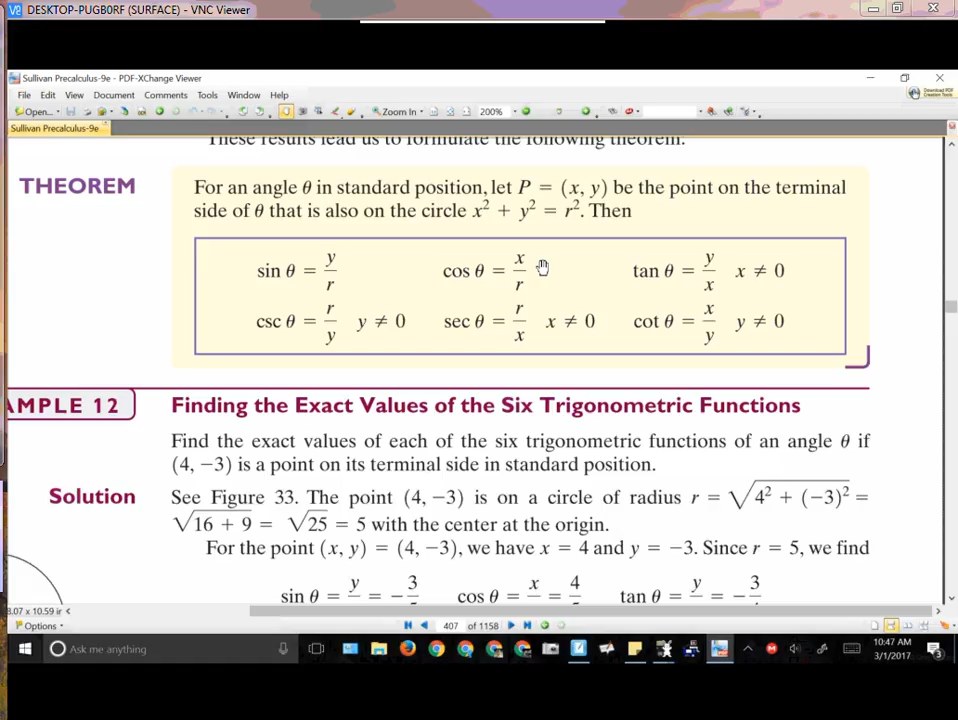 DESKTOP-PUGB0RF (SURFACE) - VNC Viewer
Sullivan Precalculus-9e - PDF-XChange Viewer
File Edit View Document Comments Tools Window Help
Open... Zoom In 200%
Sullivan Precalculus-9e
These results lead us to formulate the following theorem.
THEOREM
For an angle θ in standard position, let P = (x, y) be the point on the terminal
side of θ that is also on the circle x² + y² = r². Then
sin θ = y/r cos θ = x/r tan θ = y/x x ≠ 0
csc θ = r/y y ≠ 0 sec θ = r/x x ≠ 0 cot θ = x/y y ≠ 0
AMPLE 12 Finding the Exact Values of the Six Trigonometric Functions
Find the exact values of each of the six trigonometric functions of an angle θ if
(4, −3) is a point on its terminal side in standard position.
Solution See Figure 33. The point (4, −3) is on a circle of radius r = √4² + (−3)² =
√16 + 9 = √25 = 5 with the center at the origin.
For the point (x, y) = (4, −3), we have x = 4 and y = −3. Since r = 5, we find
sin θ = y = − 3 cos θ = x = 4 tan θ = y = − 3
8.07 x 10.59 in
Options 407 of 1158
Ask me anything
10:47 AM
3/1/2017
3